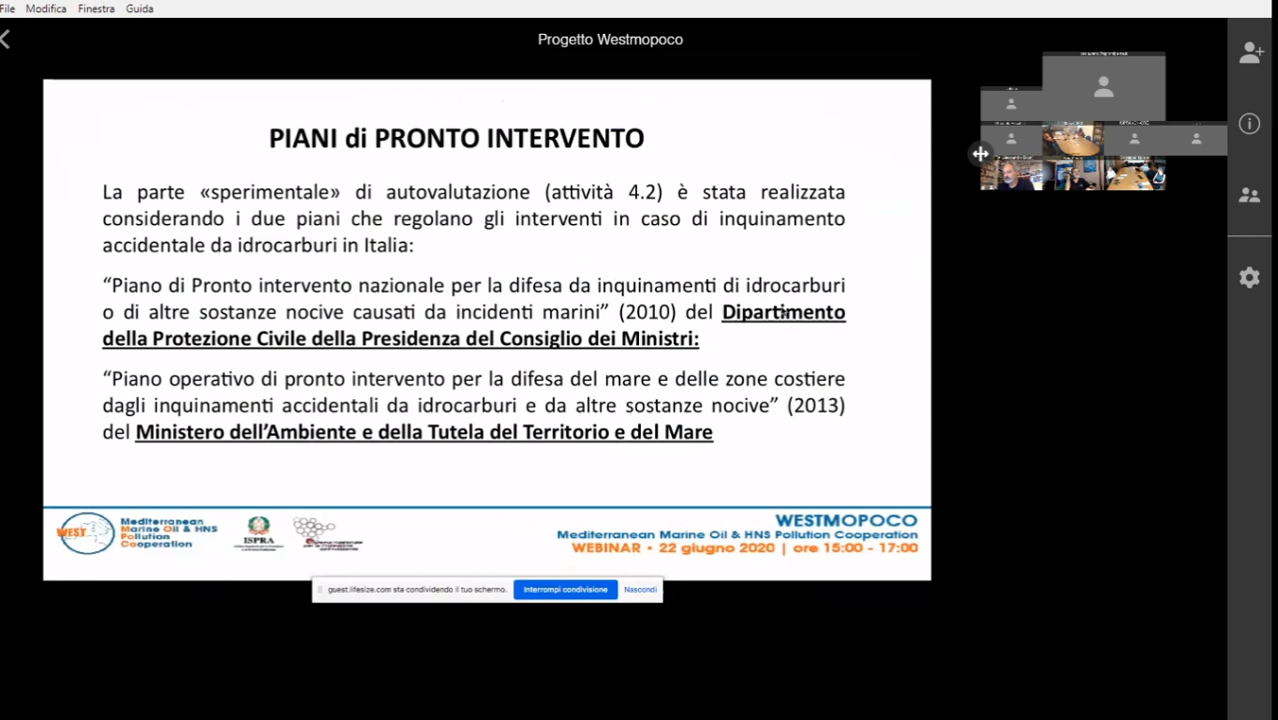 File Modifica Finestra Guida
Progetto Westmopoco
PIANI di PRONTO INTERVENTO
La parte «sperimentale» di autovalutazione (attività 4.2) è stata realizzata
considerando i due piani che regolano gli interventi in caso di inquinamento
accidentale da idrocarburi in Italia:
“Piano di Pronto intervento nazionale per la difesa da inquinamenti di idrocarburi
o di altre sostanze nocive causati da incidenti marini” (2010) del Dipartimento
della Protezione Civile della Presidenza del Consiglio dei Ministri:
“Piano operativo di pronto intervento per la difesa del mare e delle zone costiere
dagli inquinamenti accidentali da idrocarburi e da altre sostanze nocive” (2013)
del Ministero dell’Ambiente e della Tutela del Territorio e del Mare
WEST
Mediterranean
Marine Oil & HNS
Pollution
Cooperation
ISPRA
WESTMOPOCO
Mediterranean Marine Oil & HNS Pollution Cooperation
WEBINAR • 22 giugno 2020 | ore 15:00 - 17:00
guest.lifesize.com sta condividendo il tuo schermo. Interrompi condivisione Nascondi